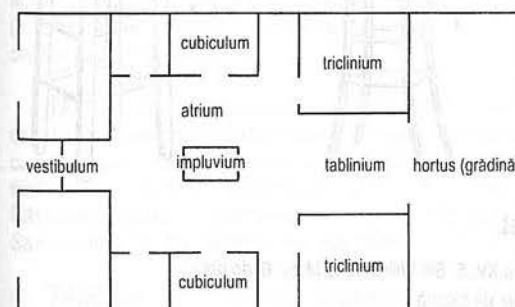 cubiculum
triclinium
atrium
vestibulum
impluvium
tablinium
hortus (grădină
cubiculum
triclinium